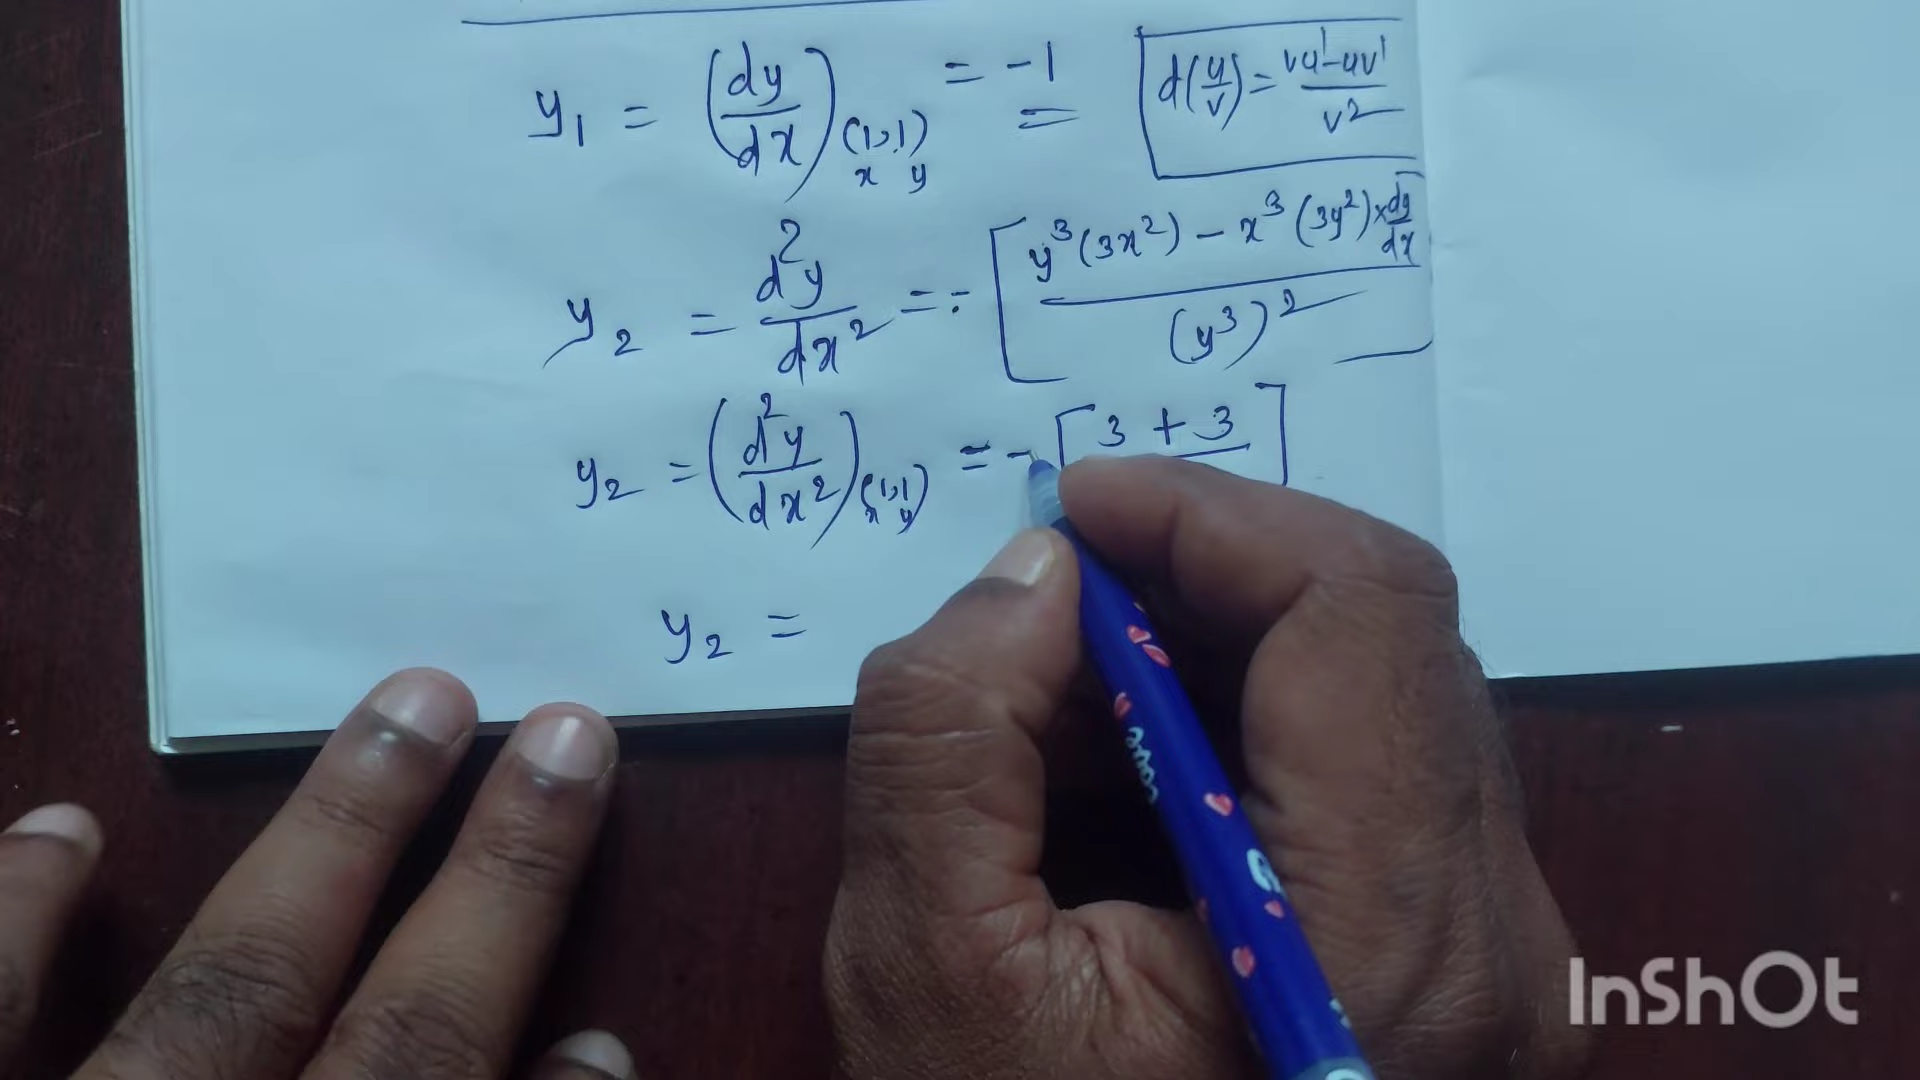 y₁ = (dy/dx)(1,1) = -1
x y
d(u/v) = (vu' - uv')/v²
y₂ = d²y/dx² = - [(y³(3x²) - x³(3y²) × dy/dx)/(y³)²]
y₂ = (d²y/dx²)(1,1) = - [3 + 3]
x y
y₂ =
InShOt